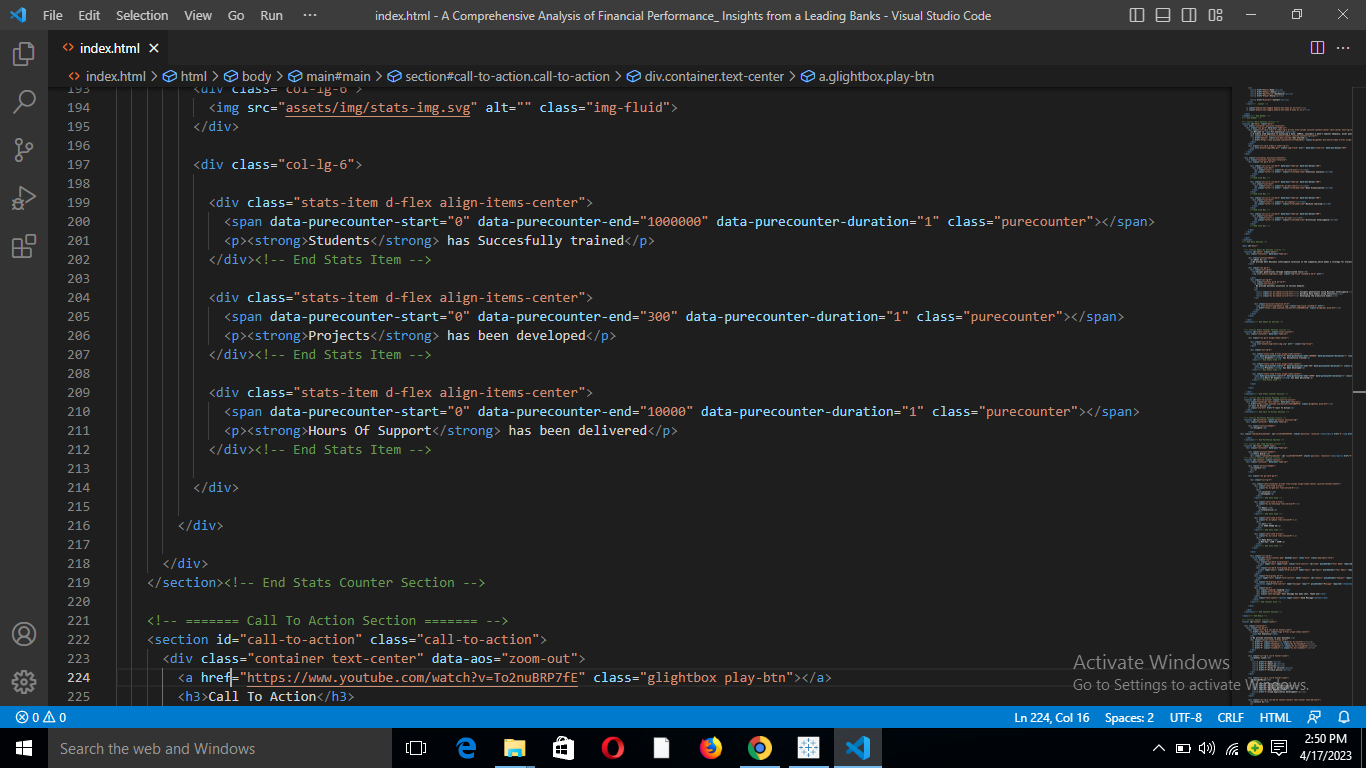 File Edit Selection View Go Run ··· index.html - A Comprehensive Analysis of Financial Performance_ Insights from a Leading Banks - Visual Studio Code
index.html
index.html > html > body > main#main > section#call-to-action.call-to-action > div.container.text-center > a.glightbox.play-btn
193 <div class="col-lg-6">
194 <img src="assets/img/stats-img.svg" alt="" class="img-fluid">
195 </div>
196
197 <div class="col-lg-6">
198
199 <div class="stats-item d-flex align-items-center">
200 <span data-purecounter-start="0" data-purecounter-end="1000000" data-purecounter-duration="1" class="purecounter"></span>
201 <p><strong>Students</strong> has Succesfully trained</p>
202 </div><!-- End Stats Item -->
203
204 <div class="stats-item d-flex align-items-center">
205 <span data-purecounter-start="0" data-purecounter-end="300" data-purecounter-duration="1" class="purecounter"></span>
206 <p><strong>Projects</strong> has been developed</p>
207 </div><!-- End Stats Item -->
208
209 <div class="stats-item d-flex align-items-center">
210 <span data-purecounter-start="0" data-purecounter-end="10000" data-purecounter-duration="1" class="purecounter"></span>
211 <p><strong>Hours Of Support</strong> has been delivered</p>
212 </div><!-- End Stats Item -->
213
214 </div>
215
216 </div>
217
218 </div>
219 </section><!-- End Stats Counter Section -->
220
221 <!-- ======= Call To Action Section ======= -->
222 <section id="call-to-action" class="call-to-action">
223 <div class="container text-center" data-aos="zoom-out">
224 <a href="https://www.youtube.com/watch?v=To2nuBRP7fE" class="glightbox play-btn"></a>
225 <h3>Call To Action</h3>
Activate Windows
Go to Settings to activate Windows.
0 0 Ln 224, Col 16 Spaces: 2 UTF-8 CRLF HTML
Search the web and Windows
2:50 PM
4/17/2023